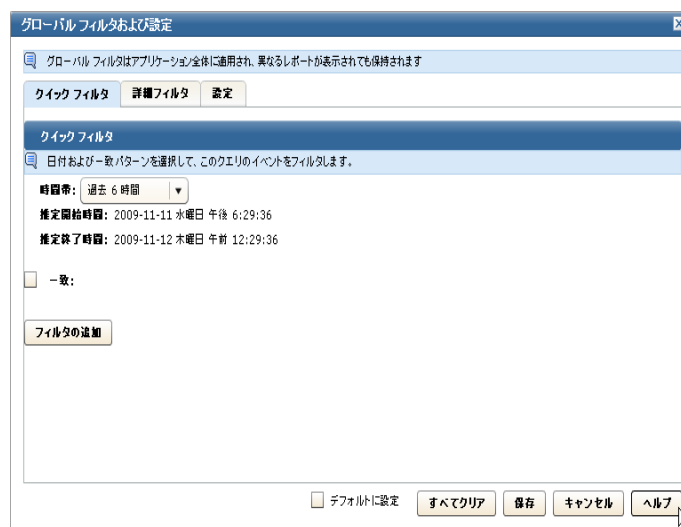 グローバル フィルタおよび設定
グローバル フィルタはアプリケーション全体に適用され、異なるレポートが表示されても保持されます
クイック フィルタ 詳細フィルタ 設定
クイック フィルタ
日付および一致パターンを選択して、このクエリのイベントをフィルタします。
時間帯: 過去 6 時間
推定開始時間: 2009-11-11 水曜日 午後 6:29:36
推定終了時間: 2009-11-12 木曜日 午前 12:29:36
一致:
フィルタの追加
デフォルトに設定 すべてクリア 保存 キャンセル ヘルプ